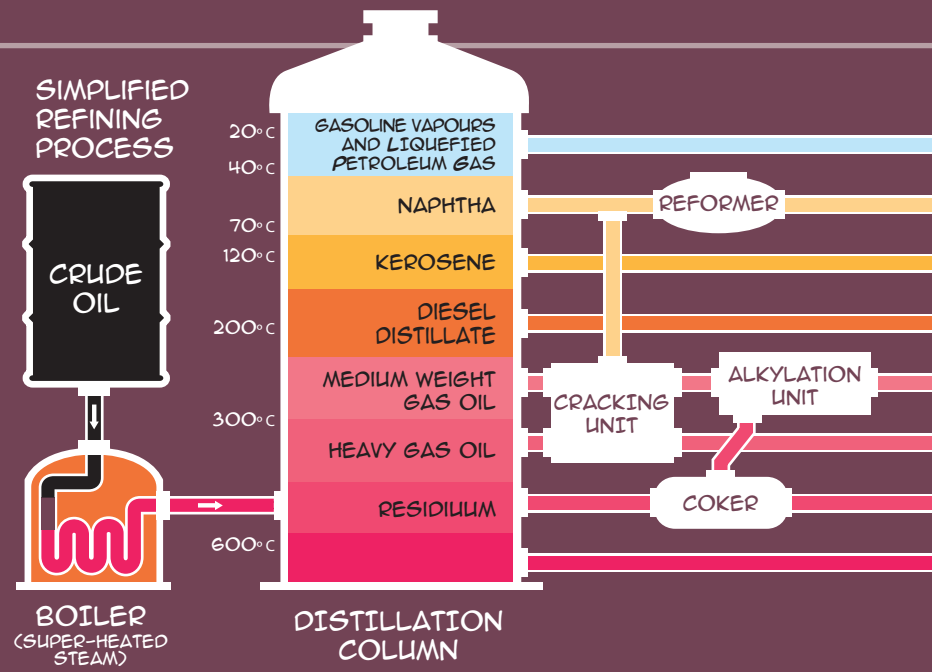 SIMPLIFIED
REFINING
PROCESS
CRUDE
OIL
BOILER
(SUPER-HEATED
STEAM)
20°C
40°C
70°C
120°C
200°C
300°C
600°C
GASOLINE VAPOURS
AND LIQUEFIED
PETROLEUM GAS
NAPHTHA
KEROSENE
DIESEL
DISTILLATE
MEDIUM WEIGHT
GAS OIL
HEAVY GAS OIL
RESIDIUUM
DISTILLATION
COLUMN
REFORMER
CRACKING
UNIT
ALKYLATION
UNIT
COKER